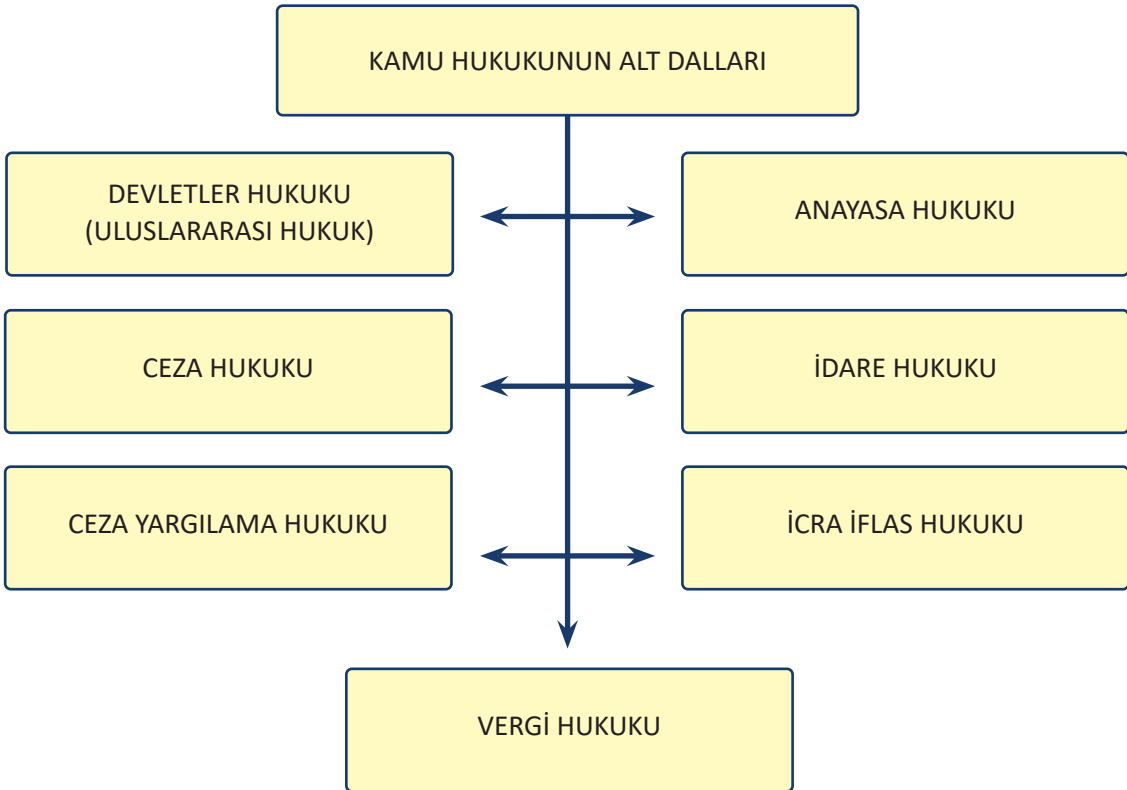 KAMU HUKUKUNUN ALT DALLARI
DEVLETLER HUKUKU
(ULUSLARARASI HUKUK)
ANAYASA HUKUKU
CEZA HUKUKU
İDARE HUKUKU
CEZA YARGILAMA HUKUKU
İCRA İFLAS HUKUKU
VERGİ HUKUKU